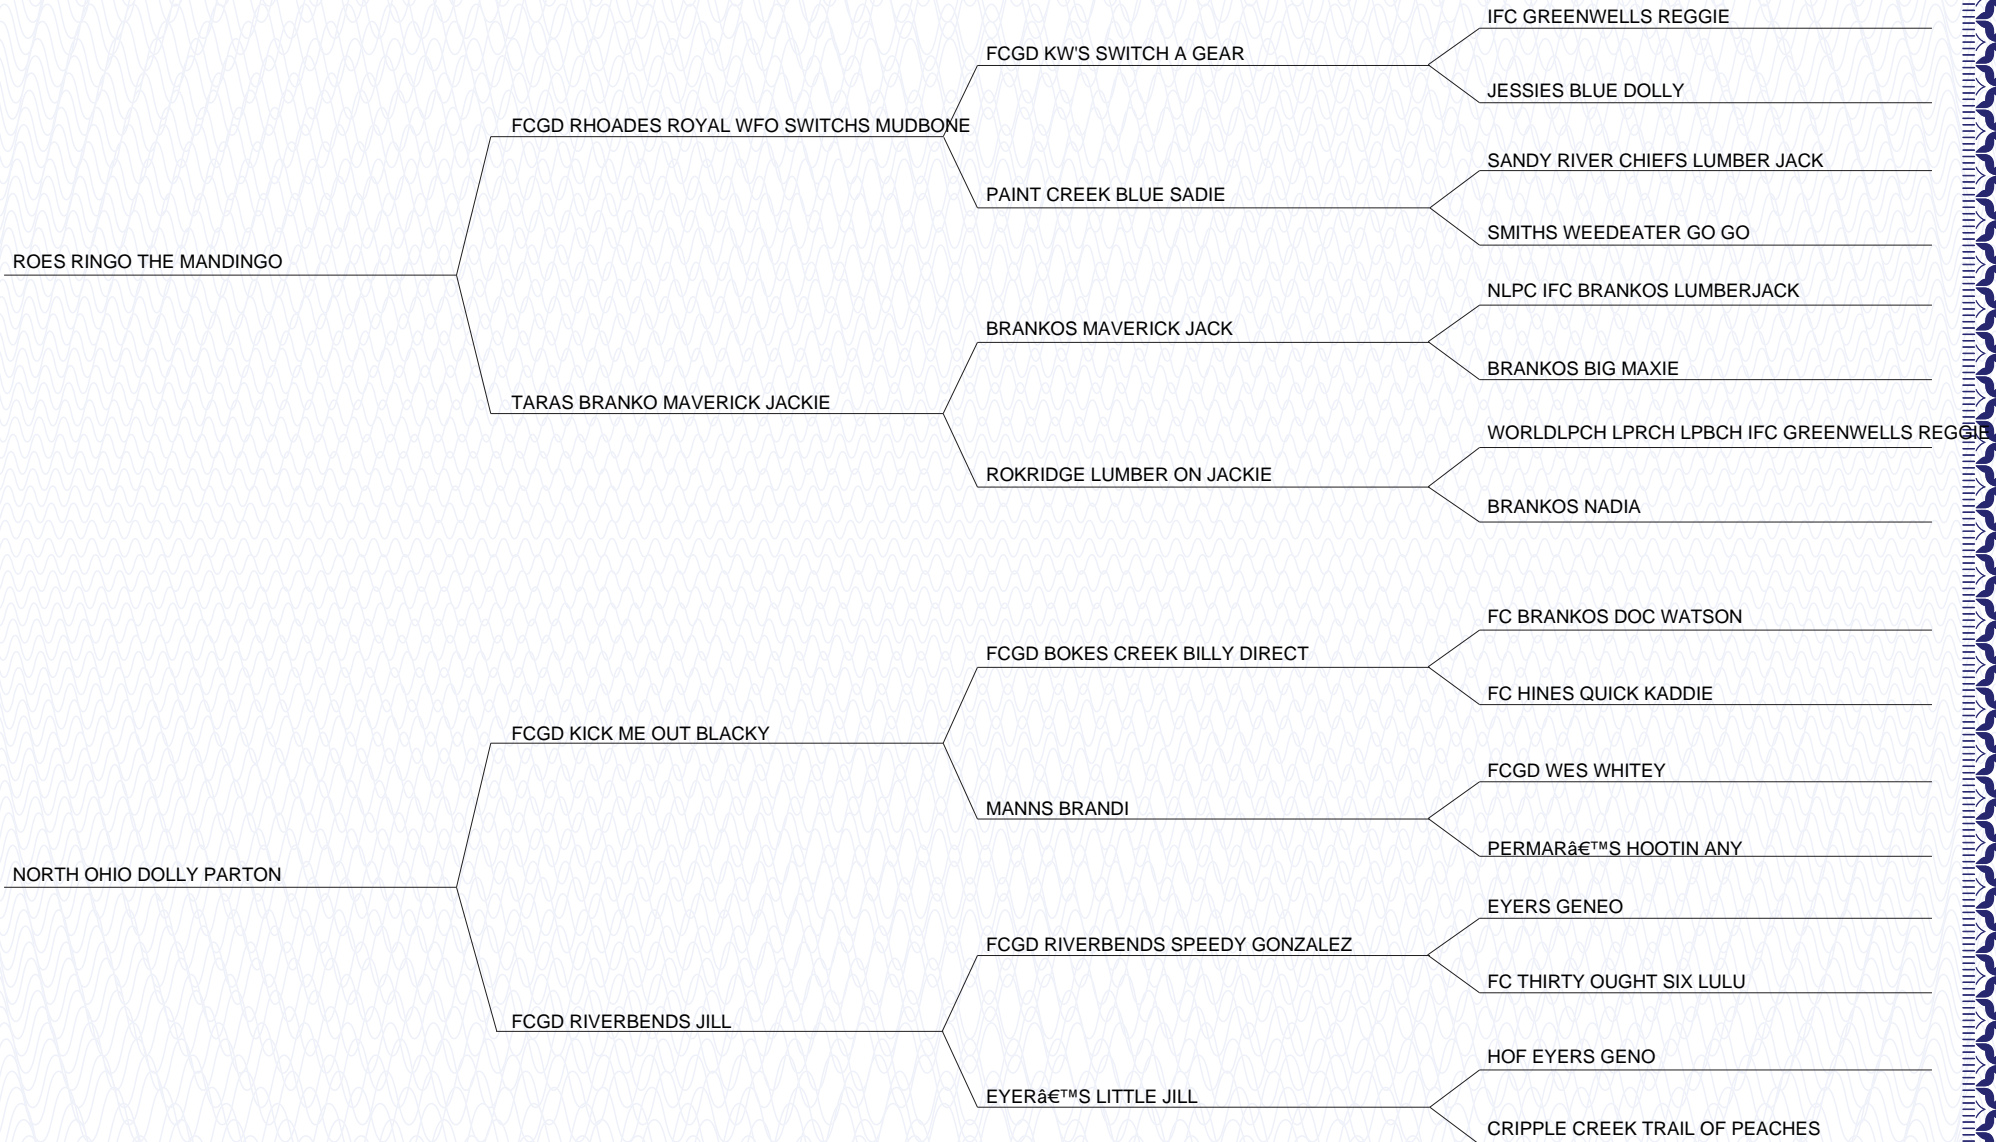 IFC GREENWELLS REGGIE
FCGD KW'S SWITCH A GEAR
JESSIES BLUE DOLLY
FCGD RHOADES ROYAL WFO SWITCHS MUDBONE
SANDY RIVER CHIEFS LUMBER JACK
PAINT CREEK BLUE SADIE
SMITHS WEEDEATER GO GO
ROES RINGO THE MANDINGO
NLPC IFC BRANKOS LUMBERJACK
BRANKOS MAVERICK JACK
BRANKOS BIG MAXIE
TARAS BRANKO MAVERICK JACKIE
WORLDLPCH LPRCH LPBCH IFC GREENWELLS REGGIE
ROKRIDGE LUMBER ON JACKIE
BRANKOS NADIA
FC BRANKOS DOC WATSON
FCGD BOKES CREEK BILLY DIRECT
FC HINES QUICK KADDIE
FCGD KICK ME OUT BLACKY
FCGD WES WHITEY
MANNS BRANDI
PERMARâ€™S HOOTIN ANY
NORTH OHIO DOLLY PARTON
EYERS GENEO
FCGD RIVERBENDS SPEEDY GONZALEZ
FC THIRTY OUGHT SIX LULU
FCGD RIVERBENDS JILL
HOF EYERS GENO
EYERâ€™S LITTLE JILL
CRIPPLE CREEK TRAIL OF PEACHES